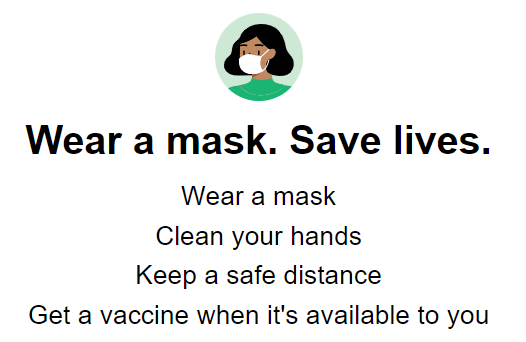 Wear a mask. Save lives.
Wear a mask
Clean your hands
Keep a safe distance
Get a vaccine when it's available to you